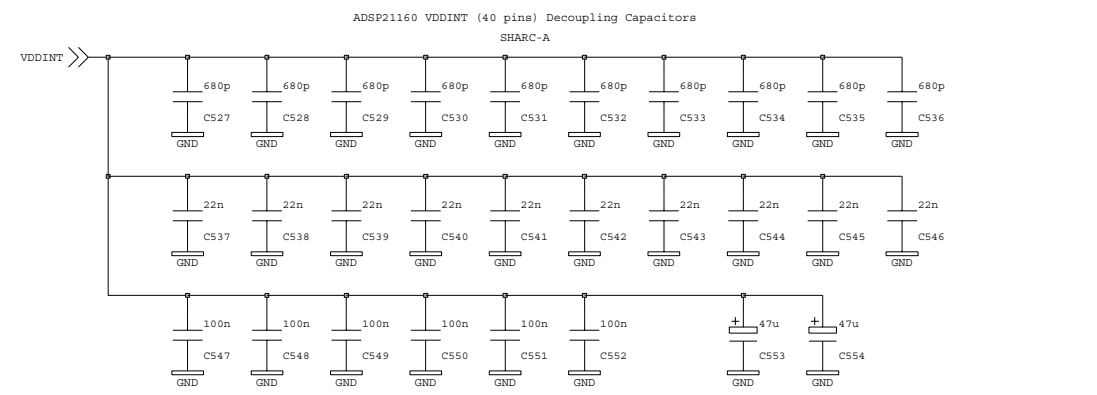 ADSP21160 VDDINT (40 pins) Decoupling Capacitors
SHARC-A
VDDINT
680p 680p 680p 680p 680p 680p 680p 680p 680p 680p
C527 C528 C529 C530 C531 C532 C533 C534 C535 C536
GND GND GND GND GND GND GND GND GND GND
22n 22n 22n 22n 22n 22n 22n 22n 22n 22n
C537 C538 C539 C540 C541 C542 C543 C544 C545 C546
GND GND GND GND GND GND GND GND GND GND
100n 100n 100n 100n 100n 100n + 47u + 47u
C547 C548 C549 C550 C551 C552 C553 C554
GND GND GND GND GND GND GND GND